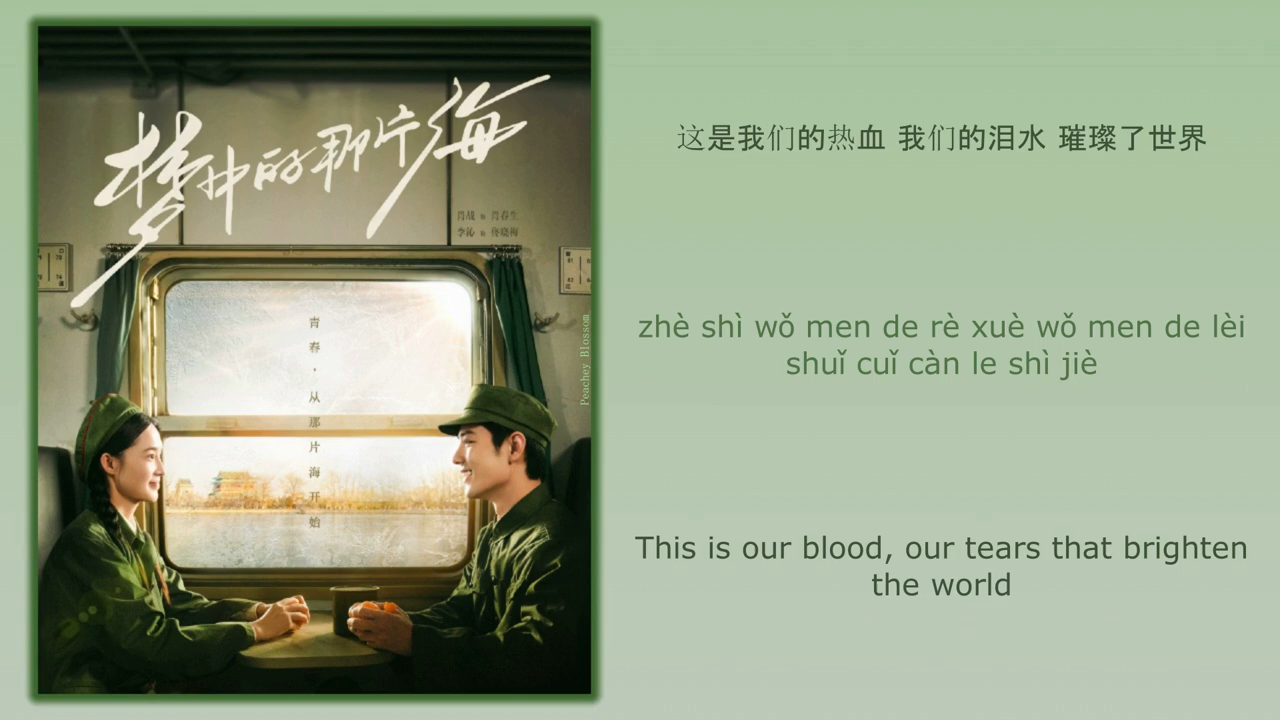 梦中的那片海
肖战 饰 肖春生
李沁 饰 佟晓梅
青春·从那片海开始
Peachey Blossom
这是我们的热血 我们的泪水 璀璨了世界
zhè shì wǒ men de rè xuè wǒ men de lèi
shuǐ cuǐ càn le shì jiè
This is our blood, our tears that brighten
the world